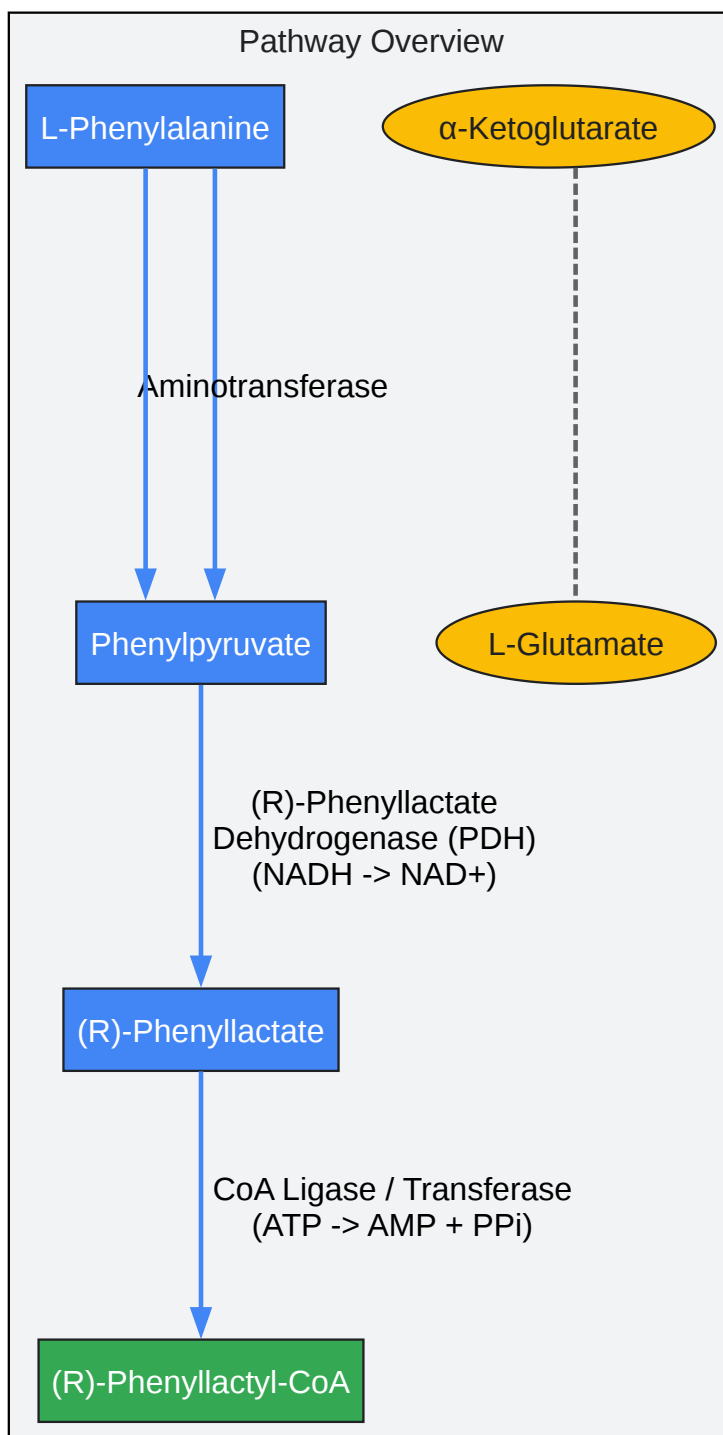 Pathway Overview
L-Phenylalanine
α-Ketoglutarate
Aminotransferase
Phenylpyruvate
L-Glutamate
(R)-Phenyllactate
Dehydrogenase (PDH)
(NADH -> NAD+)
(R)-Phenyllactate
CoA Ligase / Transferase
(ATP -> AMP + PPi)
(R)-Phenyllactyl-CoA